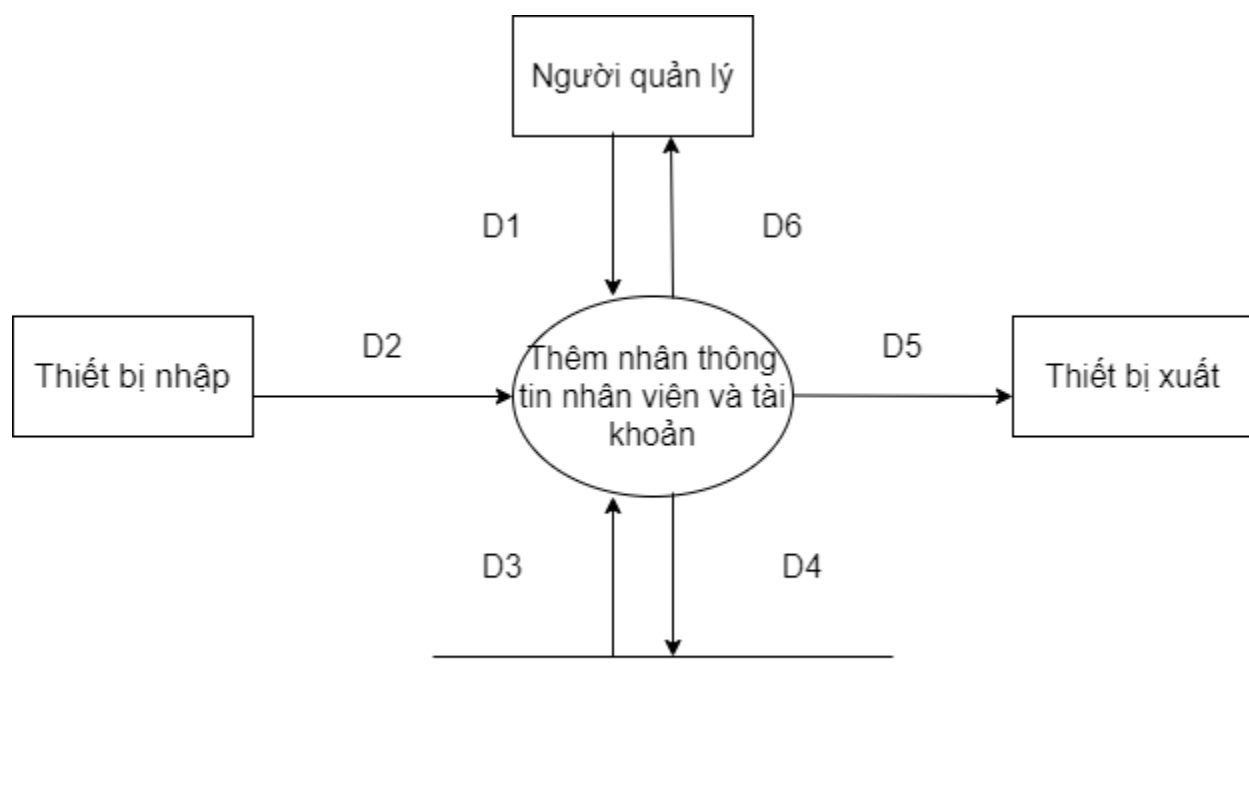 Người quản lý
D1
D6
Thiết bị nhập
D2
Thêm nhân thông
tin nhân viên và tài
khoản
D5
Thiết bị xuất
D3
D4